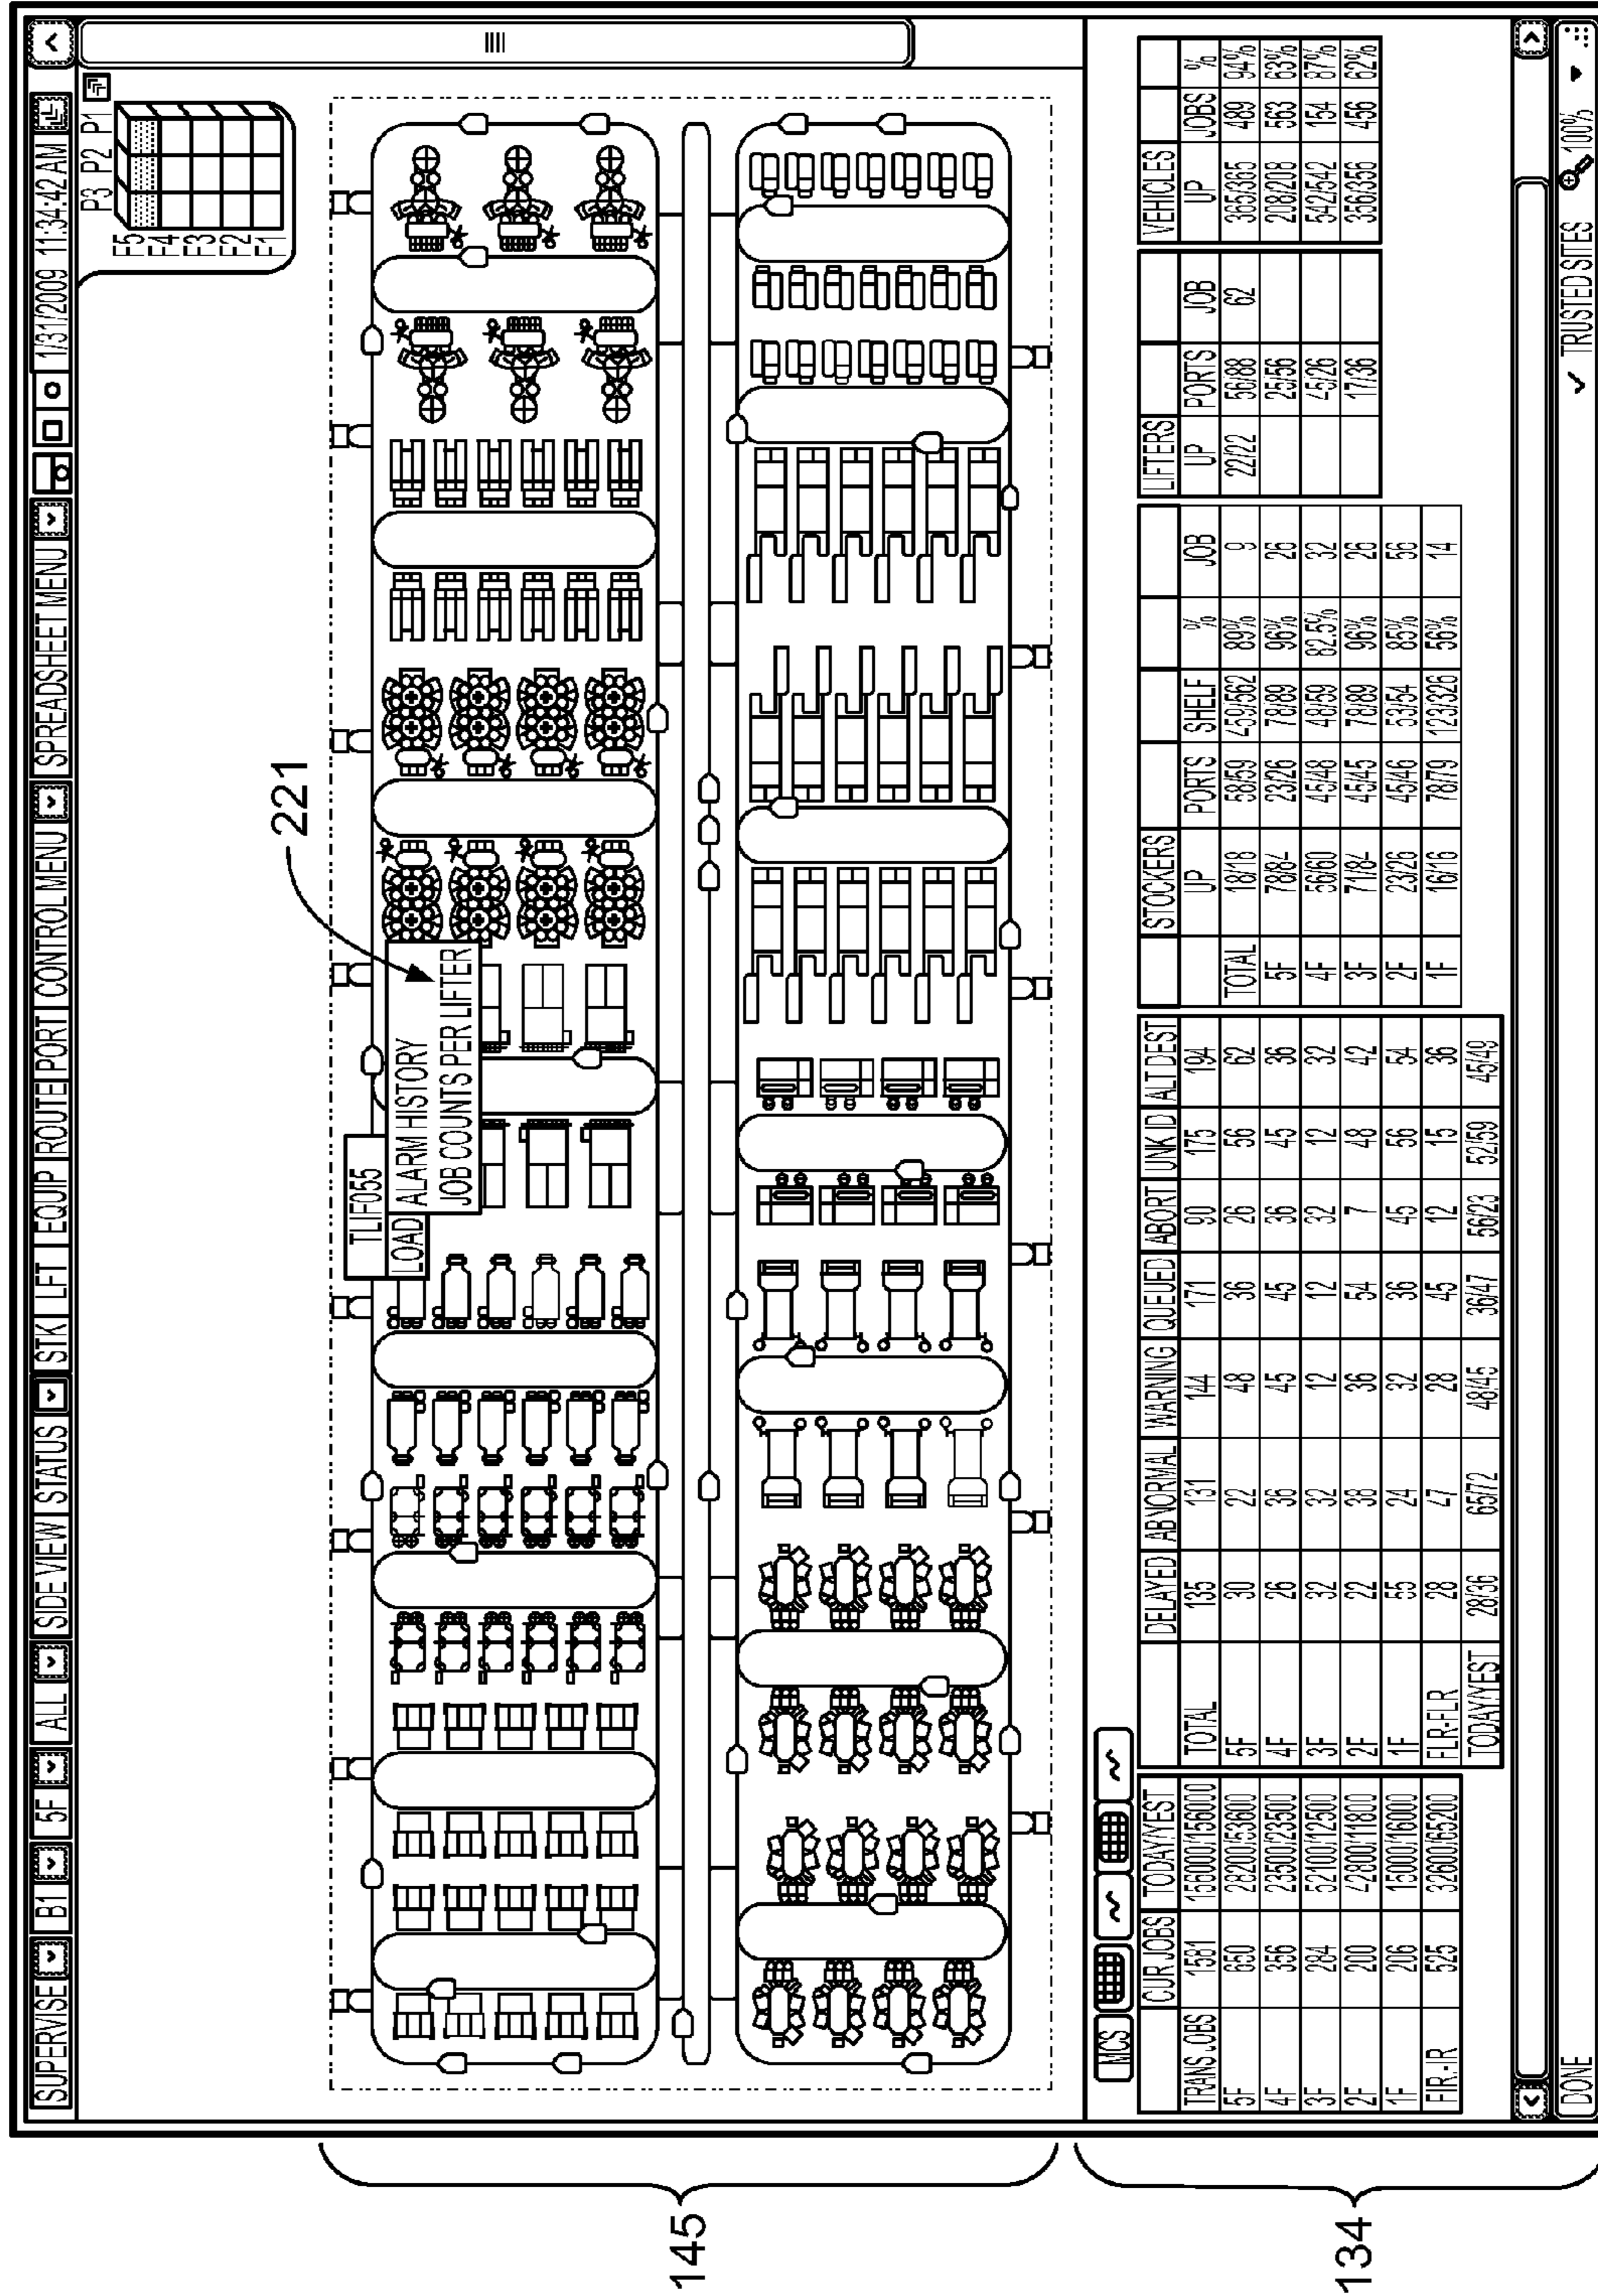 SUPERVISE B1 5F ALL SIDE VIEW STATUS STK LFT EQUIP ROUTE PORT CONTROL MENU SPREADSHEET MENU 1/31/2009 11:34:42 AM
P3 P2 P1
F5
F4
F3
F2
F1
221
TLIF055
LOAD ALARM HISTORY
JOB COUNTS PER LIFTER
145
134
MCS
TRANS JOBS CUR JOBS TODAY/YEST
1581 156000/156000
5F 650 28200/53600
4F 356 23500/23500
3F 284 52100/12500
2F 200 42800/11800
1F 206 15000/16000
FIR.-IR 525 32600/65200
DELAYED ABNORMAL WARNING QUEUED ABORT UNK ID ALT DEST
TOTAL 135 131 144 171 90 175 194
5F 30 22 48 36 26 56 62
4F 26 36 45 45 36 45 36
3F 32 32 12 12 32 12 32
2F 22 38 36 54 7 48 42
1F 55 24 32 36 45 56 54
FLR-FLR 28 47 28 45 12 15 36
TODAY/YEST 28/36 65/72 48/45 36/47 56/23 52/59 45/49
STOCKERS
UP PORTS SHELF % JOB
TOTAL 18/18 58/59 459/562 89% 9
5F 78/84 23/26 78/89 96% 26
4F 56/60 45/48 48/59 82.5% 32
3F 71/84 45/45 78/89 96% 26
2F 23/26 45/46 53/54 85% 56
1F 16/16 78/79 123/326 56% 14
LIFTERS
UP PORTS JOB
22/22 56/88 62
25/56
45/26
17/36
VEHICLES
UP JOBS %
365/365 489 94%
208/208 563 63%
542/542 154 87%
356/356 456 62%
DONE TRUSTED SITES 100%